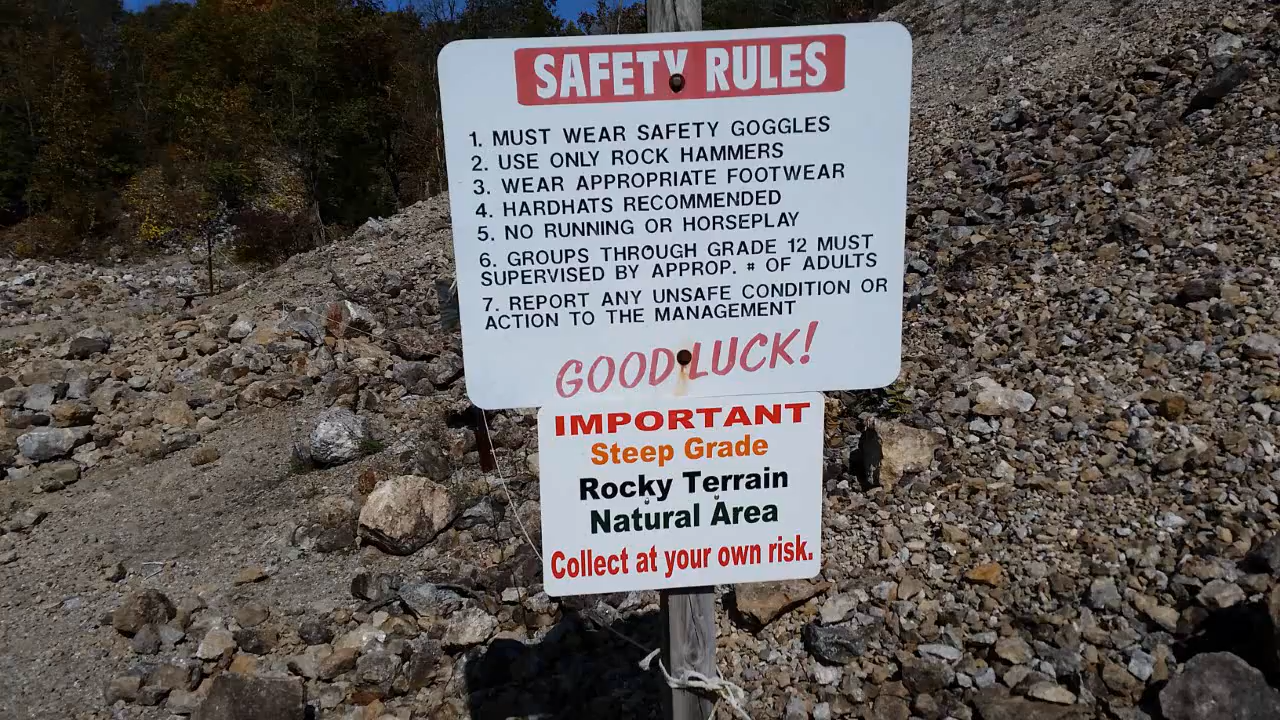 SAFETY RULES
1. MUST WEAR SAFETY GOGGLES
2. USE ONLY ROCK HAMMERS
3. WEAR APPROPRIATE FOOTWEAR
4. HARDHATS RECOMMENDED
5. NO RUNNING OR HORSEPLAY
6. GROUPS THROUGH GRADE 12 MUST
SUPERVISED BY APPROP. # OF ADULTS
7. REPORT ANY UNSAFE CONDITION OR
ACTION TO THE MANAGEMENT
GOOD LUCK!
IMPORTANT
Steep Grade
Rocky Terrain
Natural Area
Collect at your own risk.